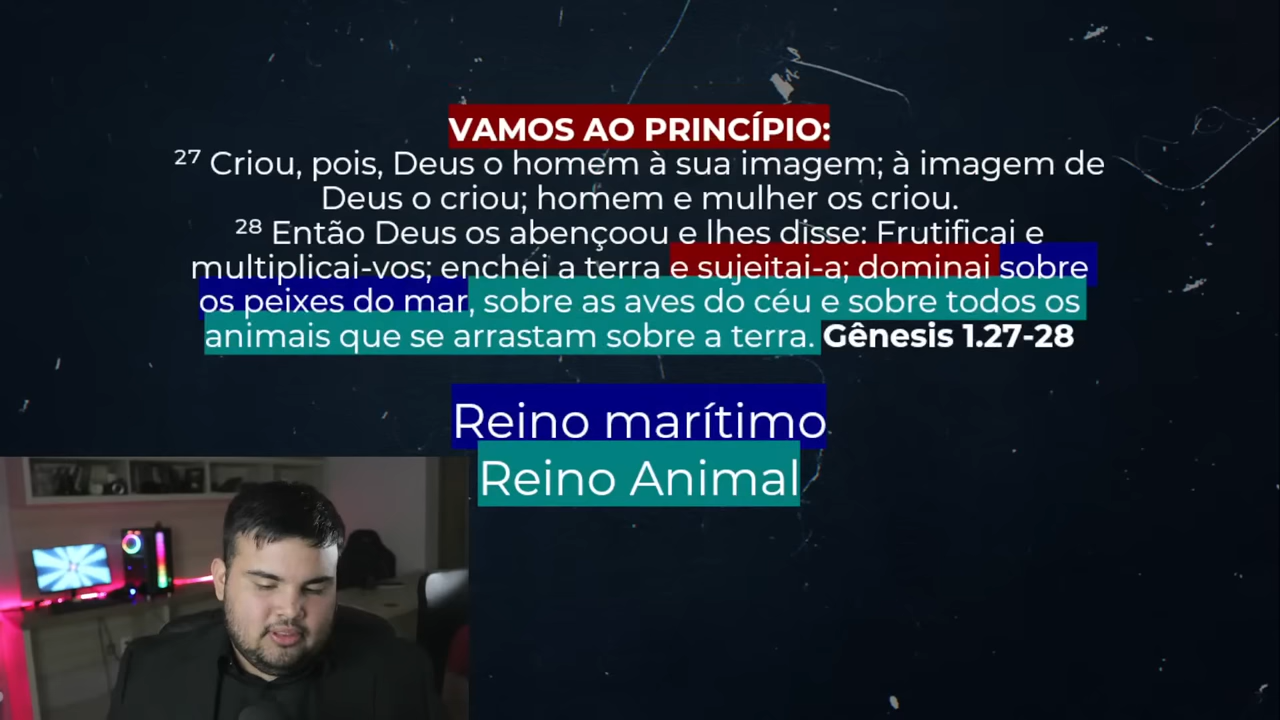 VAMOS AO PRINCÍPIO:
²⁷ Criou, pois, Deus o homem à sua imagem; à imagem de
Deus o criou; homem e mulher os criou.
²⁸ Então Deus os abençoou e lhes disse: Frutificai e
multiplicai-vos; enchei a terra e sujeitai-a; dominai sobre
os peixes do mar, sobre as aves do céu e sobre todos os
animais que se arrastam sobre a terra. Gênesis 1.27-28
Reino marítimo
Reino Animal